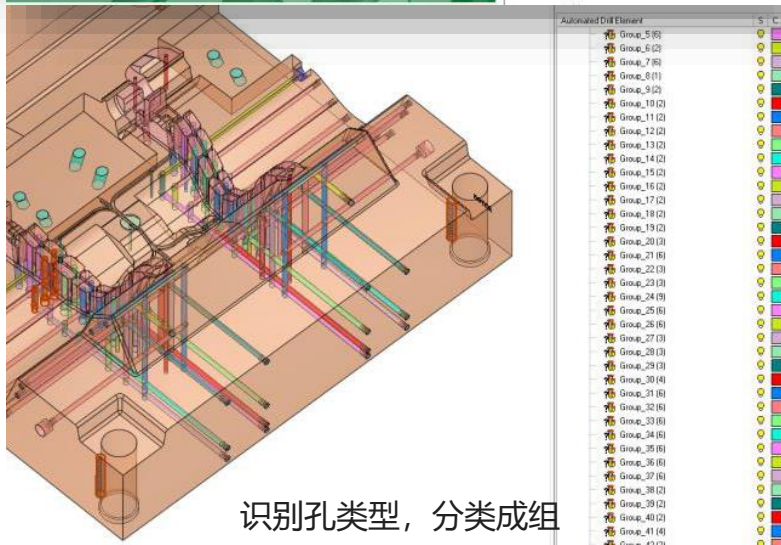 Automated Drill Element S C
Group_5 (6)
Group_6 (2)
Group_7 (6)
Group_8 (1)
Group_9 (2)
Group_10 (2)
Group_11 (2)
Group_12 (2)
Group_13 (2)
Group_14 (2)
Group_15 (2)
Group_16 (2)
Group_17 (2)
Group_18 (2)
Group_19 (2)
Group_20 (3)
Group_21 (6)
Group_22 (3)
Group_23 (3)
Group_24 (9)
Group_25 (6)
Group_26 (6)
Group_27 (3)
Group_28 (3)
Group_29 (3)
Group_30 (4)
Group_31 (6)
Group_32 (6)
Group_33 (6)
Group_34 (6)
Group_35 (6)
Group_36 (6)
Group_37 (6)
Group_38 (2)
Group_39 (2)
Group_40 (2)
Group_41 (4)
识别孔类型，分类成组